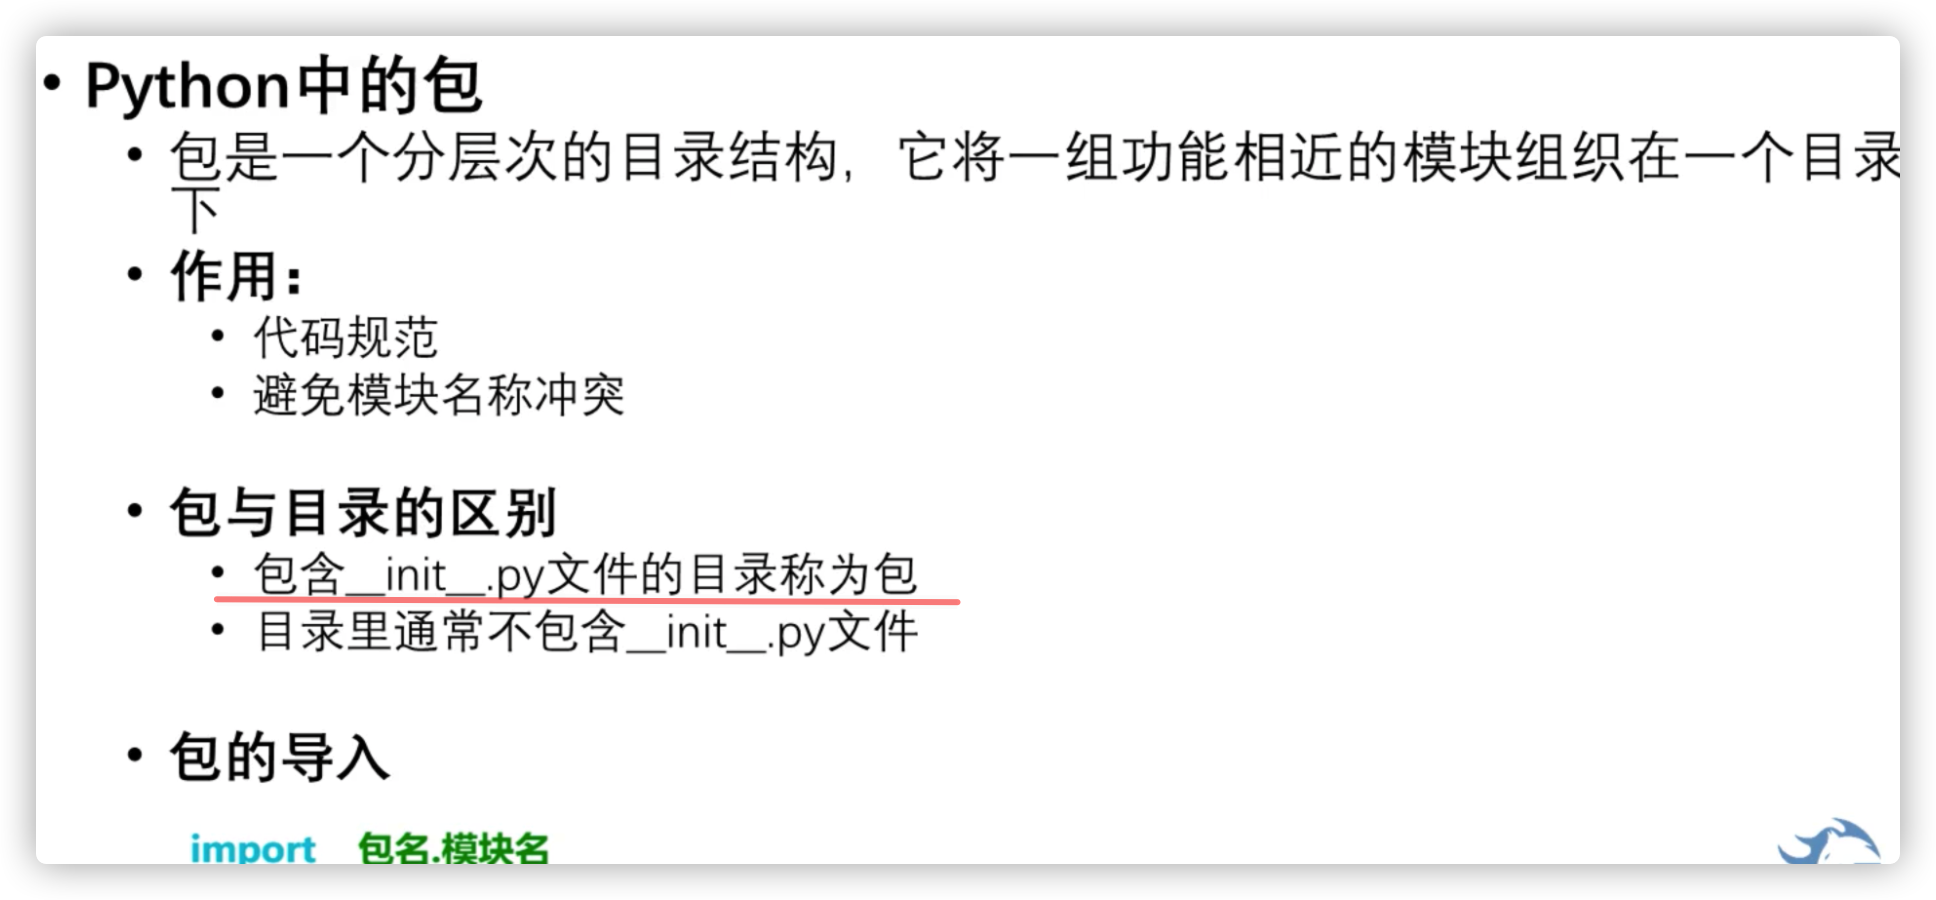 • Python中的包
• 包是一个分层次的目录结构，它将一组功能相近的模块组织在一个目录
下
• 作用：
• 代码规范
• 避免模块名称冲突
• 包与目录的区别
• 包含__init__.py文件的目录称为包
• 目录里通常不包含__init__.py文件
• 包的导入
import 包名.模块名